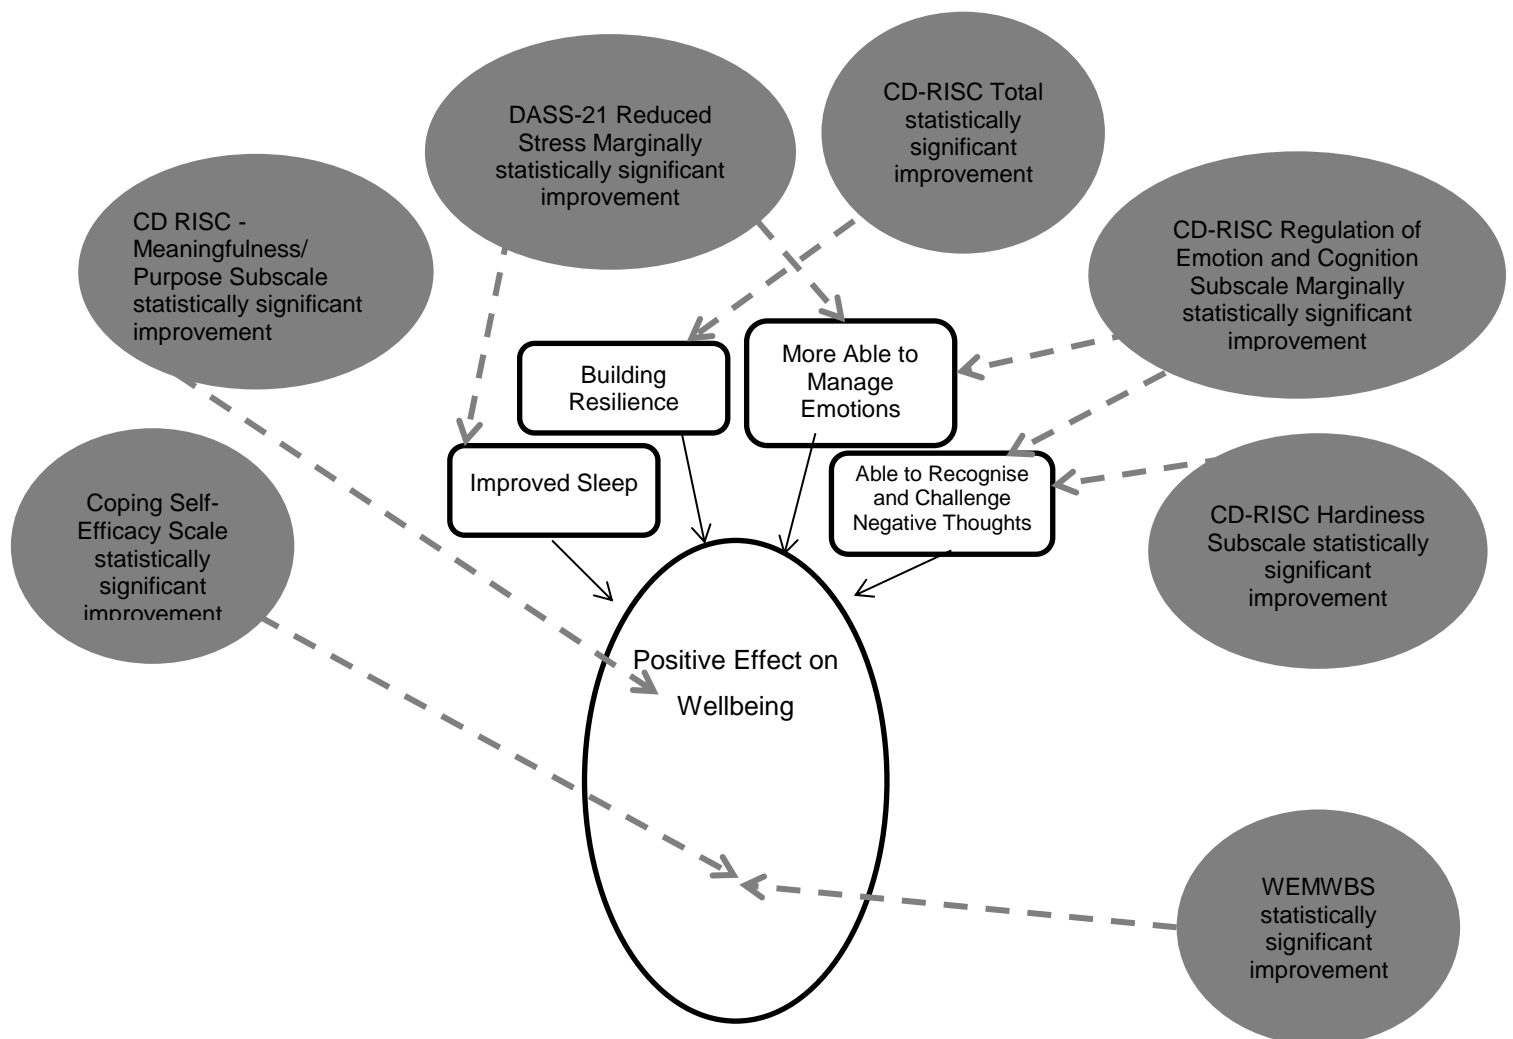 CD-RISC Total
statistically
significant
improvement
DASS-21 Reduced
Stress Marginally
statistically significant
improvement
CD RISC -
Meaningfulness/
Purpose Subscale
statistically significant
improvement
CD-RISC Regulation of
Emotion and Cognition
Subscale Marginally
statistically significant
improvement
Building
Resilience
More Able to
Manage
Emotions
Improved Sleep
Able to Recognise
and Challenge
Negative Thoughts
Coping Self-
Efficacy Scale
statistically
significant
improvement
CD-RISC Hardiness
Subscale statistically
significant
improvement
Positive Effect on
Wellbeing
WEMWBS
statistically
significant
improvement